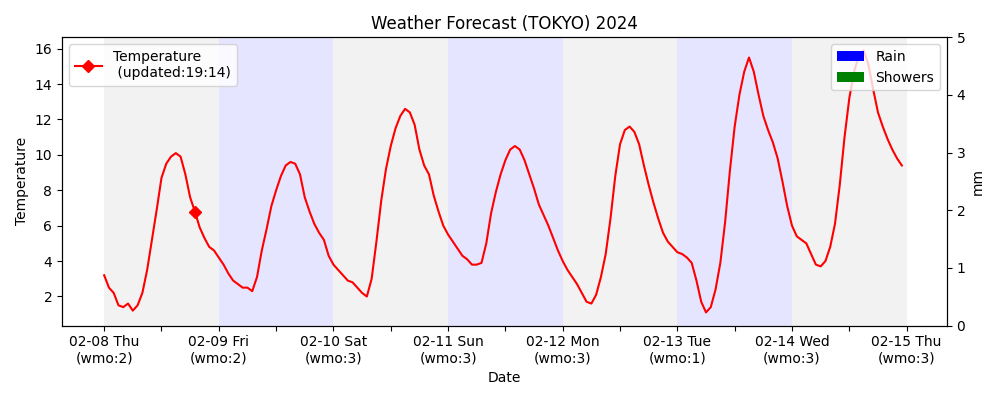 Weather Forecast (TOKYO) 2024
Temperature
(updated:19:14)
Rain
Showers
16
14
12
10
8
6
4
2
Temperature
5
4
3
2
1
0
mm
02-08 Thu 02-09 Fri 02-10 Sat 02-11 Sun 02-12 Mon 02-13 Tue 02-14 Wed 02-15 Thu
(wmo:2) (wmo:2) (wmo:3) (wmo:3) (wmo:3) (wmo:1) (wmo:3) (wmo:3)
Date